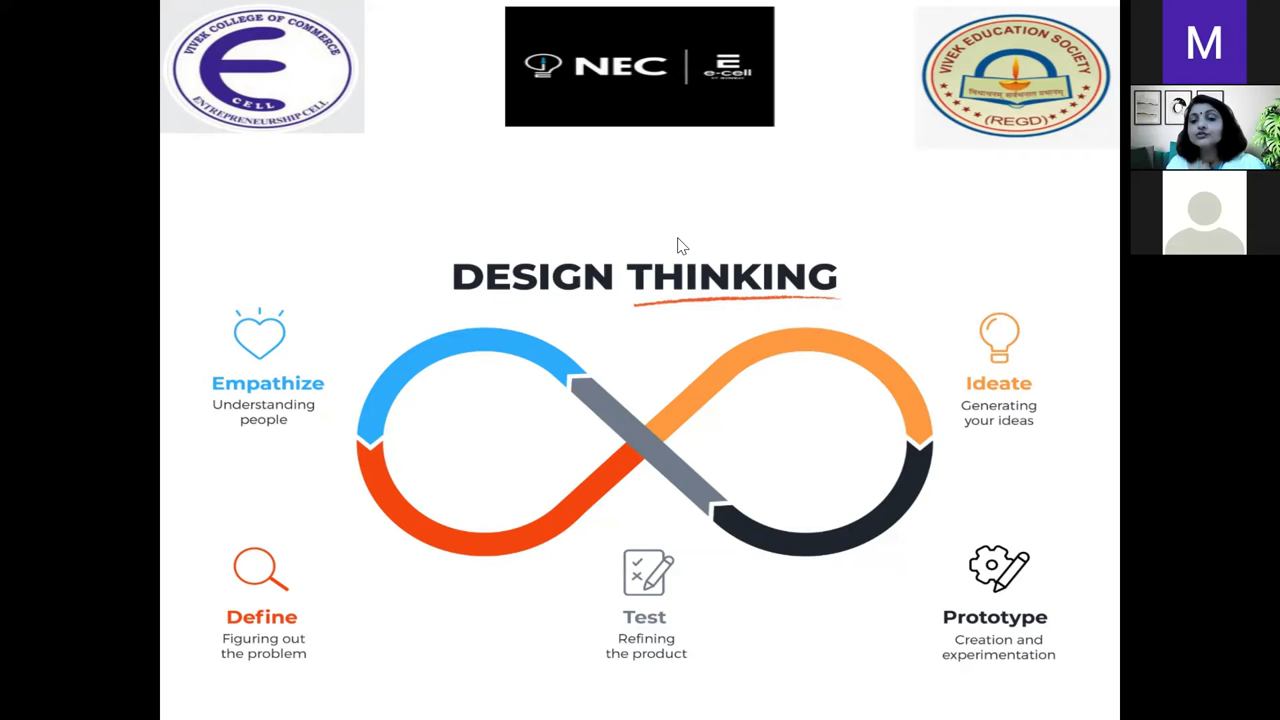 VIVEK COLLEGE OF COMMERCE
CELL
ENTREPRENEURSHIP CELL
NEC
e-cell
VIVEK EDUCATION SOCIETY
(REGD)
M
DESIGN THINKING
Empathize
Understanding
people
Ideate
Generating
your ideas
Define
Figuring out
the problem
Test
Refining
the product
Prototype
Creation and
experimentation